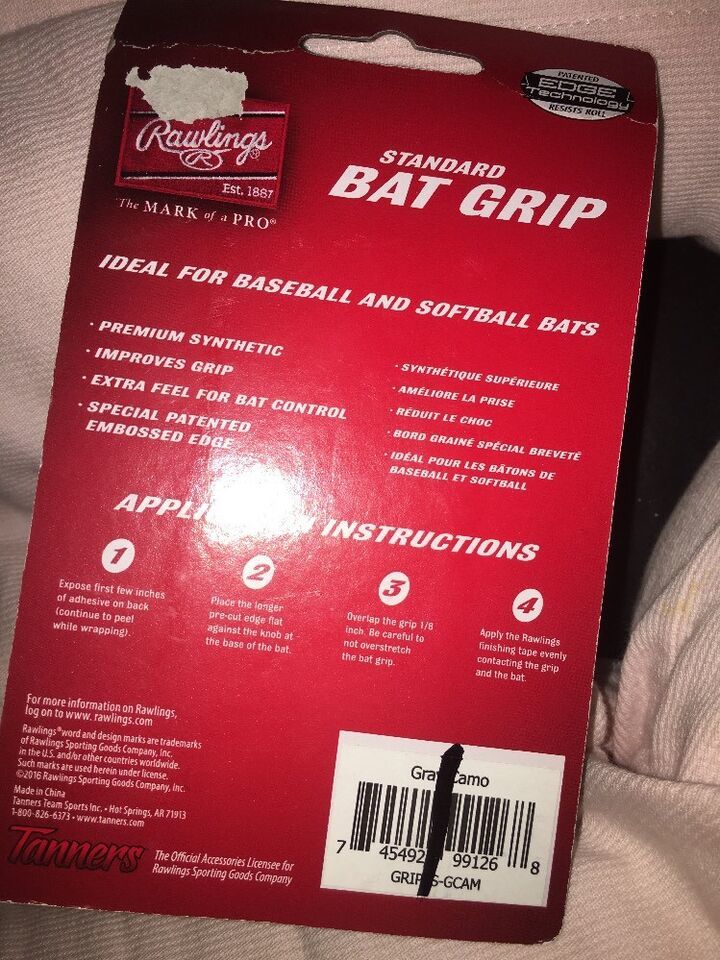 PATENTED
EDGE
Technology
RESISTS ROLL
Rawlings®
R
Est. 1887
The MARK of a PRO®
STANDARD
BAT GRIP
IDEAL FOR BASEBALL AND SOFTBALL BATS
· PREMIUM SYNTHETIC
· IMPROVES GRIP
· EXTRA FEEL FOR BAT CONTROL
· SPECIAL PATENTED
EMBOSSED EDGE
· SYNTHÉTIQUE SUPÉRIEURE
· AMÉLIORE LA PRISE
· RÉDUIT LE CHOC
· BORD GRAINÉ SPÉCIAL BREVETÉ
· IDÉAL POUR LES BÂTONS DE
BASEBALL ET SOFTBALL
INSTRUCTIONS
1
Expose first few inches
of adhesive on back
(continue to peel
while wrapping).
2
Place the longer
pre-cut edge flat
against the knob at
the base of the bat.
3
Overlap the grip 1/8
inch. Be careful to
not overstretch
the bat grip.
4
Apply the Rawlings
finishing tape evenly
contacting the grip
and the bat.
For more information on Rawlings,
log on to www. rawlings.com
Rawlings® word and design marks are trademarks
of Rawlings Sporting Goods Company, Inc.
in the U.S. and/or other countries worldwide.
Such marks are used herein under license.
©2016 Rawlings Sporting Goods Company, Inc.
Made in China
Tanners Team Sports Inc. • Hot Springs, AR 71913
1-800-826-6373 • www.tanners.com
Tanners
The Official Accessories Licensee for
Rawlings Sporting Goods Company
Gray Camo
7 45492 99126 8
S-GCAM